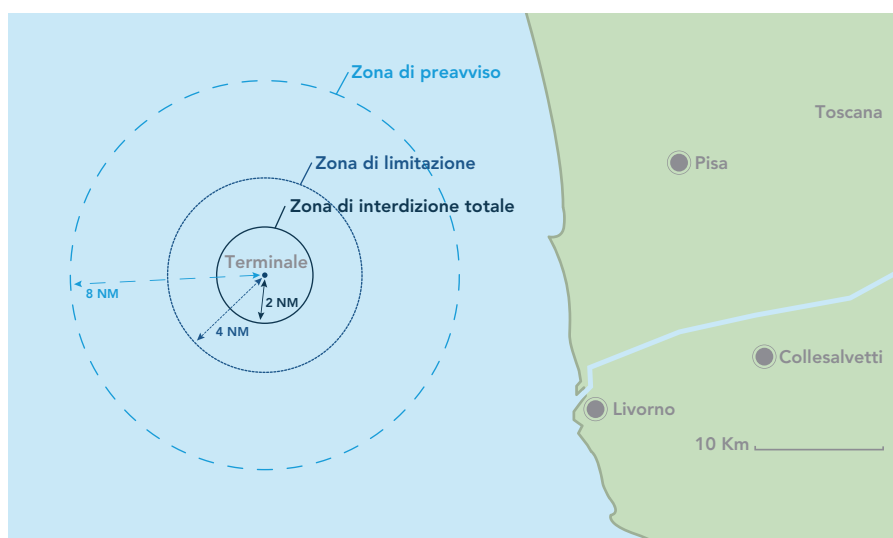 Zona di preavviso
Toscana
Zona di limitazione
Pisa
Zona di interdizione totale
Terminale
8 NM
2 NM
4 NM
Collesalvetti
Livorno
10 Km